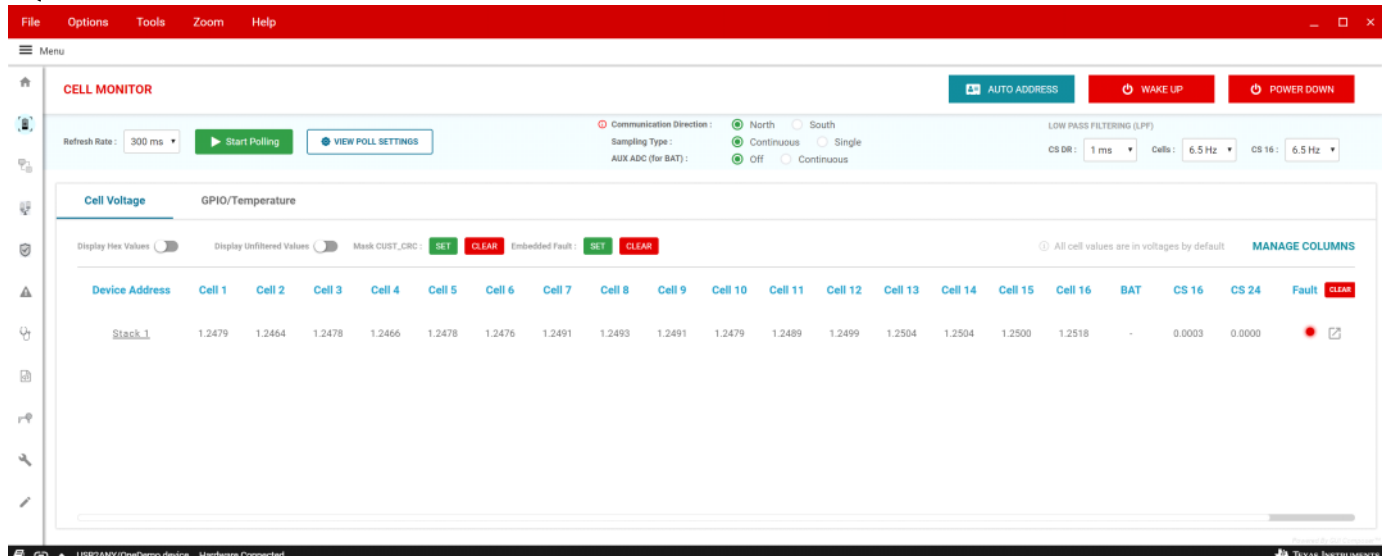 File Options Tools Zoom Help
Menu
CELL MONITOR AUTO ADDRESS WAKE UP POWER DOWN
Communication Direction : North South LOW PASS FILTERING (LPF)
Refresh Rate : 300 ms Start Polling VIEW POLL SETTINGS Sampling Type : Continuous Single CS DR : 1 ms Cells : 6.5 Hz CS 16 : 6.5 Hz
AUX ADC (for BAT) : Off Continuous
Cell Voltage GPIO/Temperature
Display Hex Values Display Unfiltered Values Mask CUST_CRC : SET CLEAR Embedded Fault : SET CLEAR All cell values are in voltages by default MANAGE COLUMNS
Device Address Cell 1 Cell 2 Cell 3 Cell 4 Cell 5 Cell 6 Cell 7 Cell 8 Cell 9 Cell 10 Cell 11 Cell 12 Cell 13 Cell 14 Cell 15 Cell 16 BAT CS 16 CS 24 Fault CLEAR
Stack 1 1.2479 1.2464 1.2478 1.2466 1.2478 1.2476 1.2491 1.2493 1.2491 1.2479 1.2489 1.2499 1.2504 1.2504 1.2500 1.2518 - 0.0003 0.0000
Powered By GUI Composer™
USB2ANY/OneDemo device Hardware Connected TEXAS INSTRUMENTS